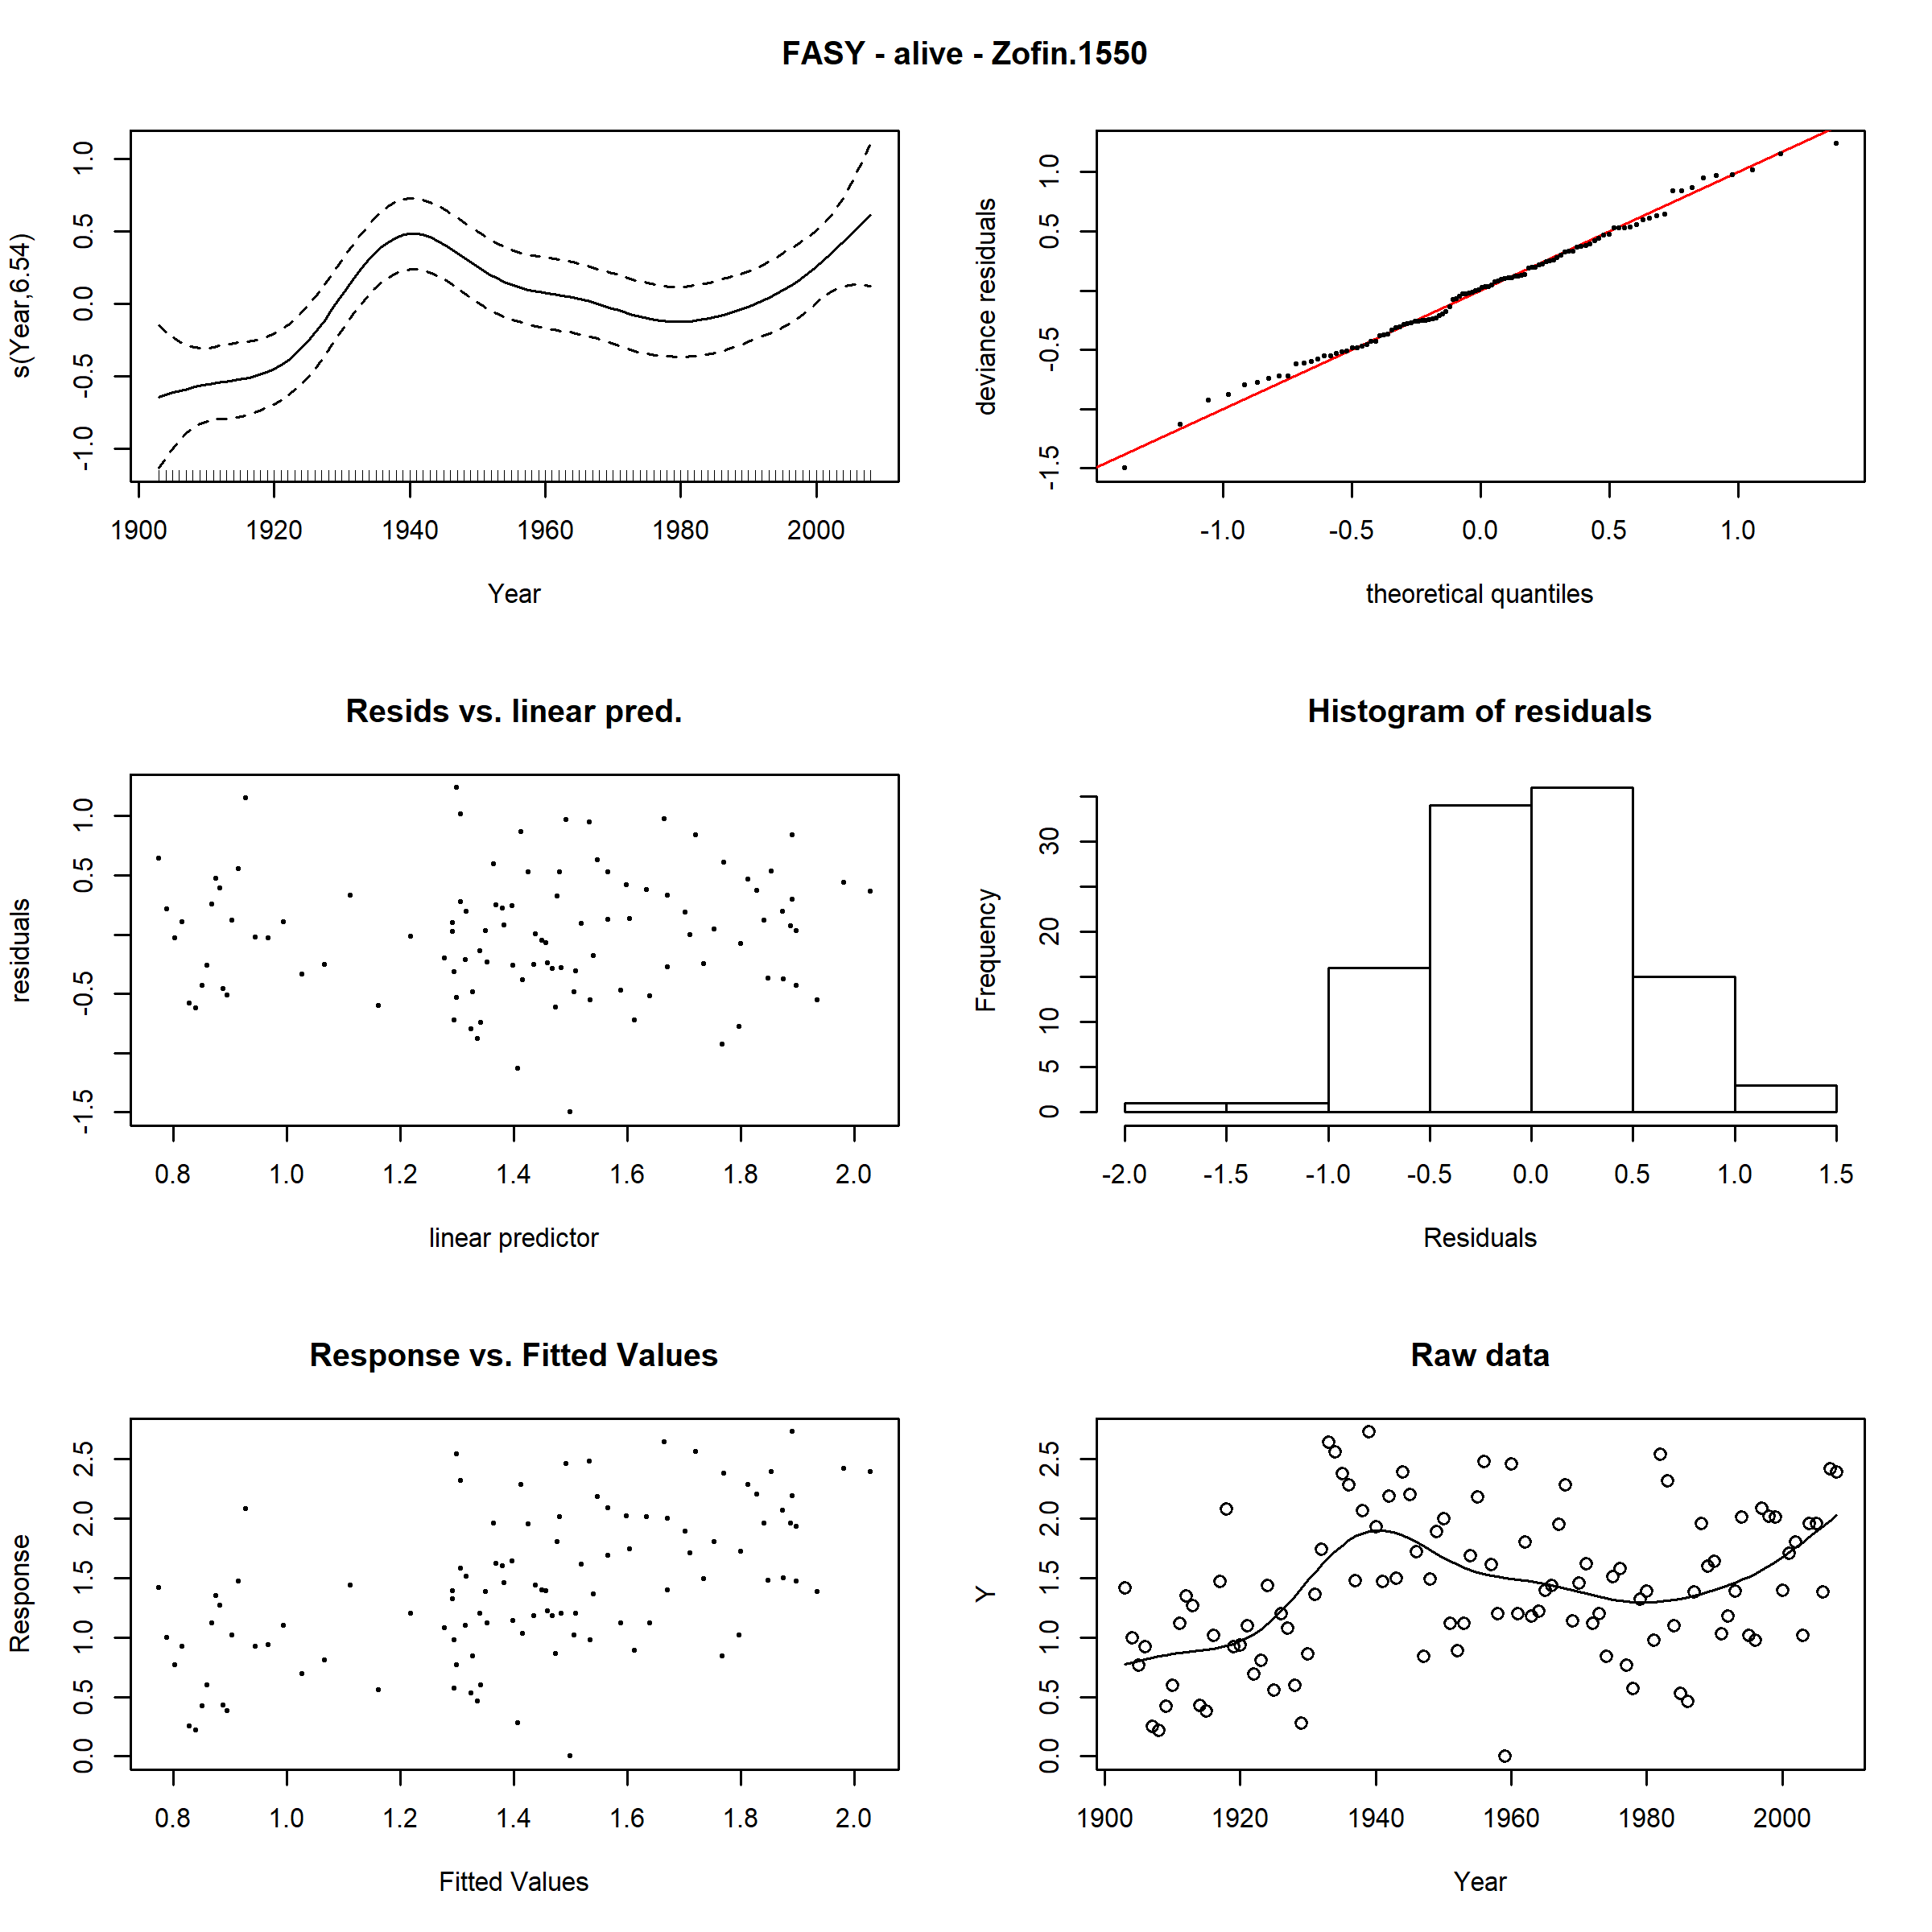 FASY - alive - Zofin.1550
s(Year,6.54)
-1.0 -0.5 0.0 0.5 1.0
1900 1920 1940 1960 1980 2000
Year
deviance residuals
-1.5 -0.5 0.5 1.0
-1.0 -0.5 0.0 0.5 1.0
theoretical quantiles
Resids vs. linear pred.
residuals
-1.5 -0.5 0.5 1.0
0.8 1.0 1.2 1.4 1.6 1.8 2.0
linear predictor
Histogram of residuals
Frequency
0 5 10 20 30
-2.0 -1.5 -1.0 -0.5 0.0 0.5 1.0 1.5
Residuals
Response vs. Fitted Values
Response
0.0 0.5 1.0 1.5 2.0 2.5
0.8 1.0 1.2 1.4 1.6 1.8 2.0
Fitted Values
Raw data
Y
0.0 0.5 1.0 1.5 2.0 2.5
1900 1920 1940 1960 1980 2000
Year